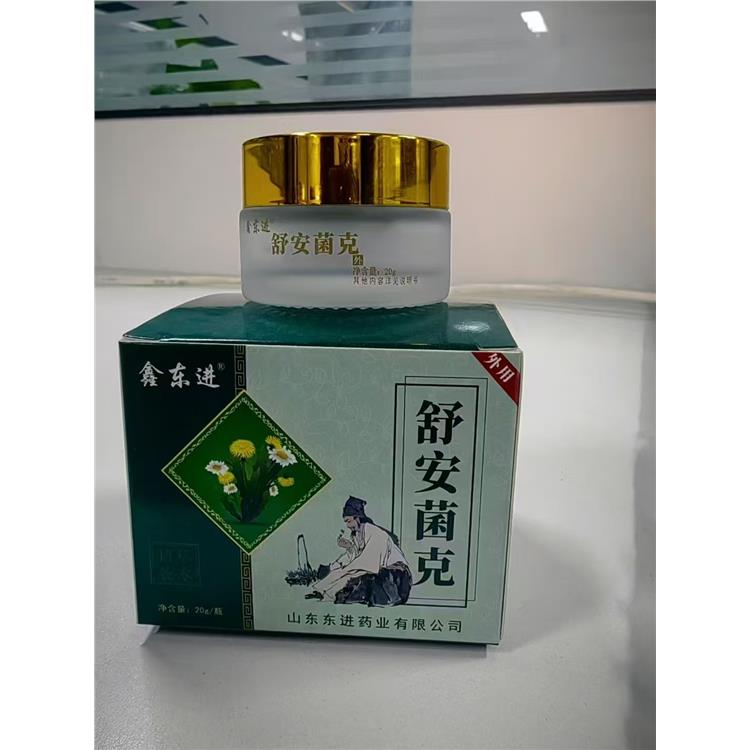 鑫东进
舒安菌克
外
净含量：20g
其他内容详见说明书
鑫东进®
外用
舒安菌克
净含量：20g/瓶
山东东进药业有限公司